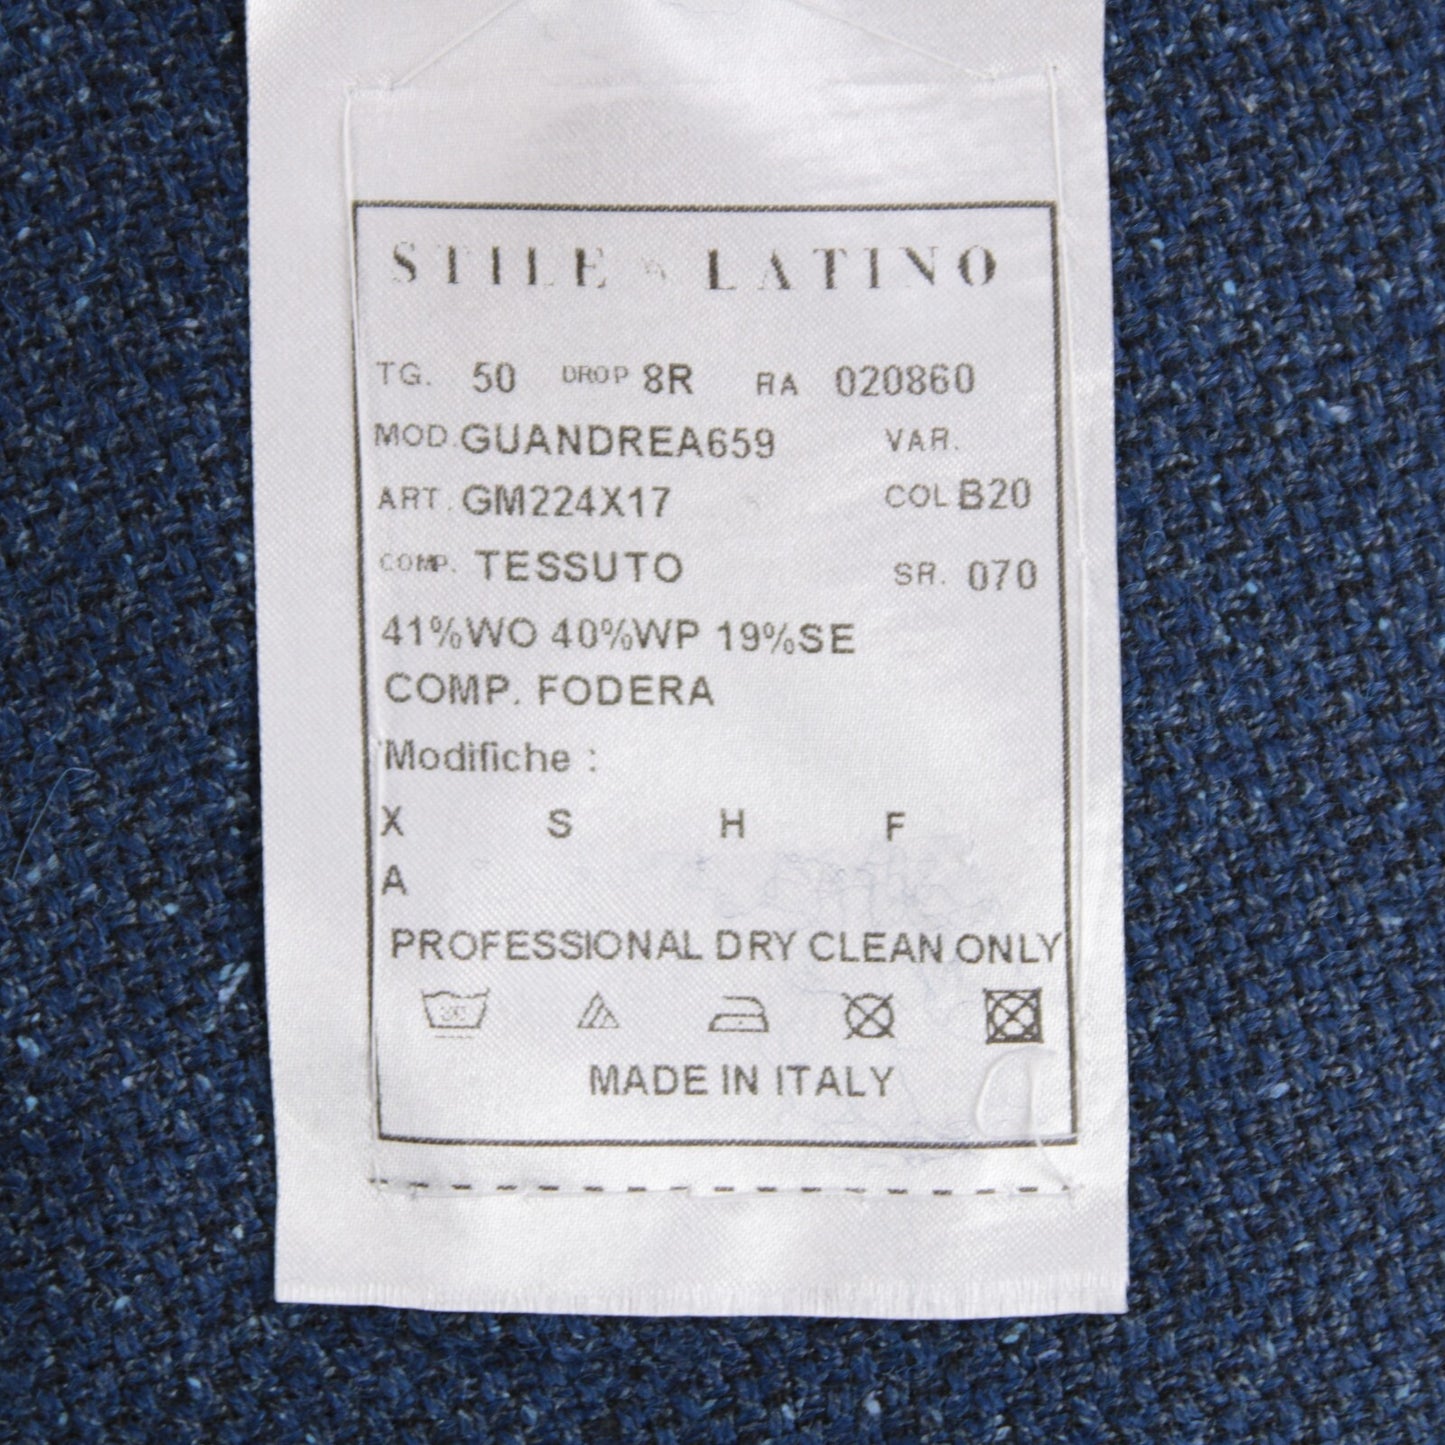 STILE LATINO
TG. 50 DROP 8R RA 020860
MOD. GUANDREA659 VAR.
ART. GM224X17 COL B20
COMP. TESSUTO SR. 070
41%WO 40%WP 19%SE
COMP. FODERA
Modifiche :
X S H F
A
PROFESSIONAL DRY CLEAN ONLY
MADE IN ITALY